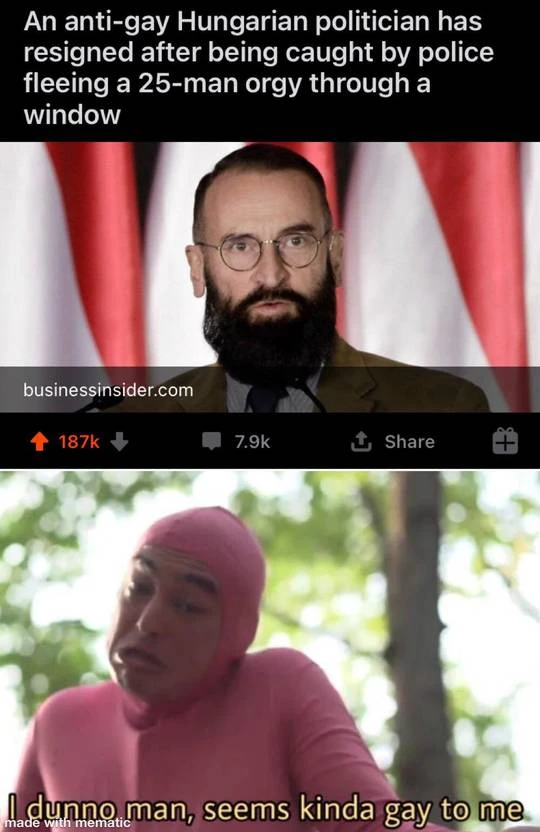 An anti-gay Hungarian politician has
resigned after being caught by police
fleeing a 25-man orgy through a
window
businessinsider.com
187k
7.9k
Share
I dunno man, seems kinda gay to me
made with mematic